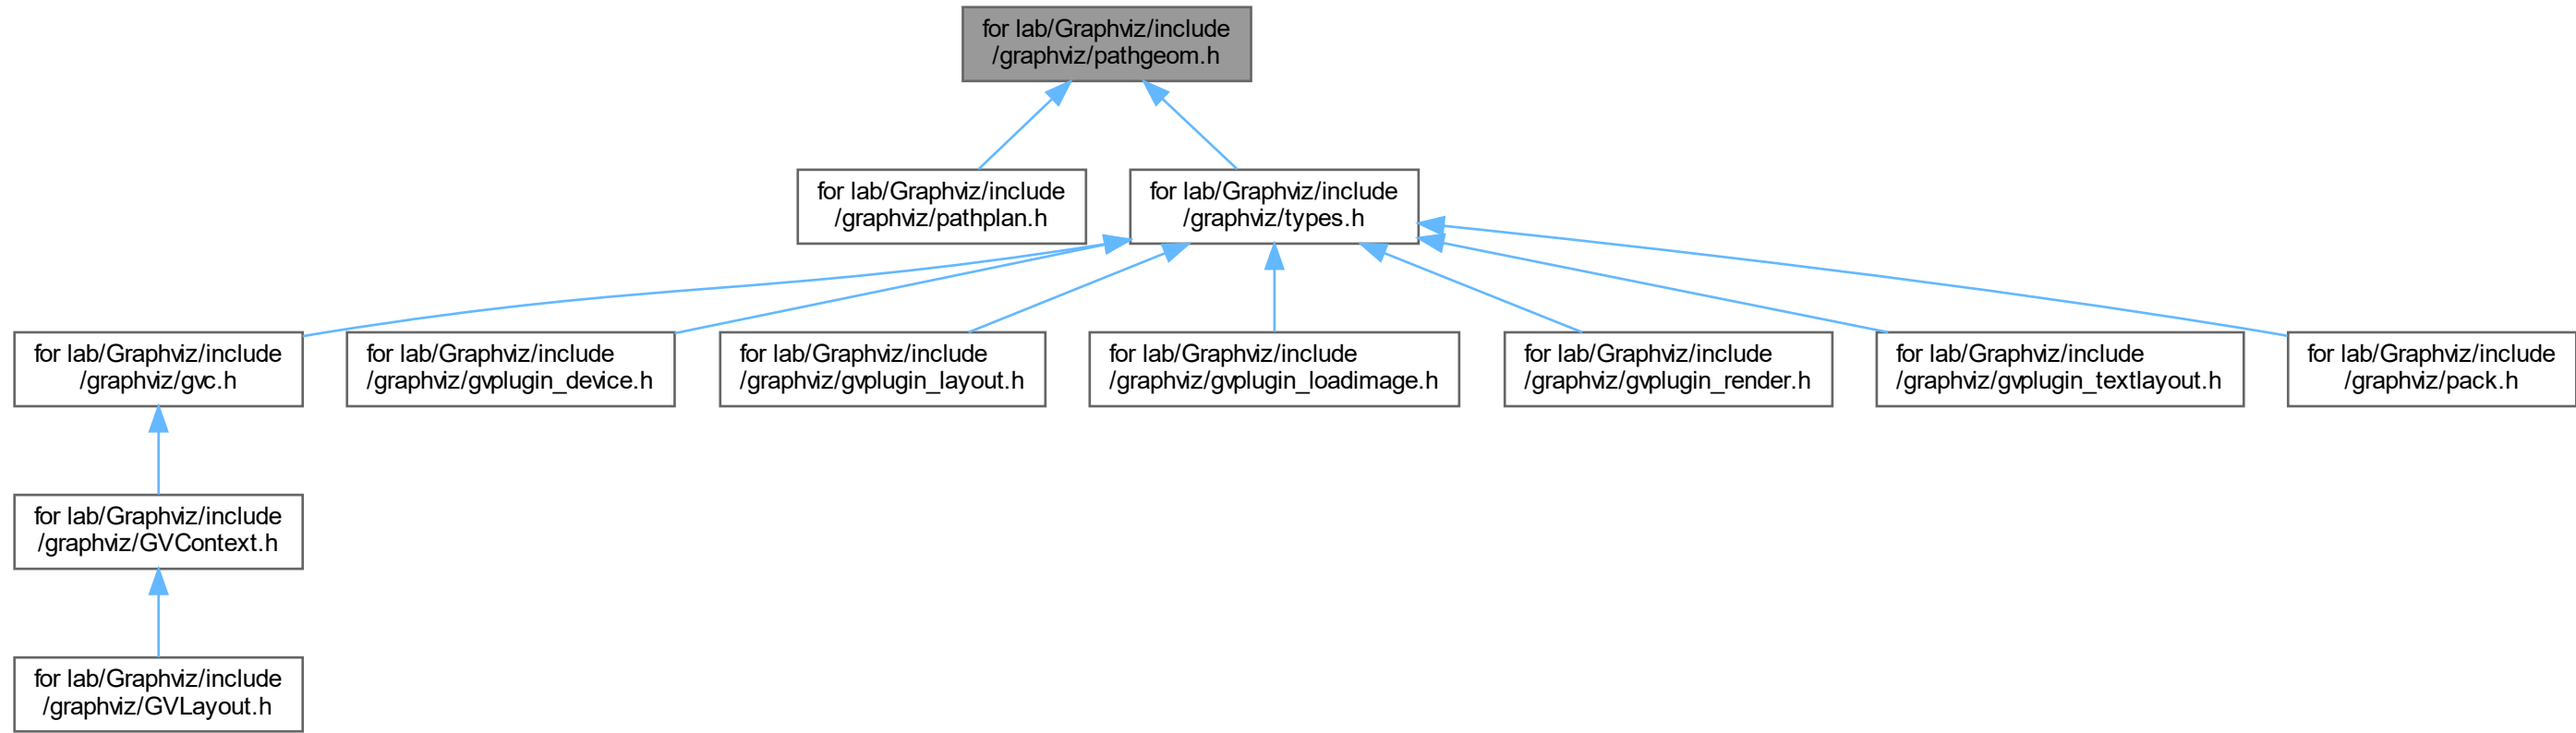 for lab/Graphviz/include
/graphviz/pathgeom.h
for lab/Graphviz/include
/graphviz/pathplan.h
for lab/Graphviz/include
/graphviz/types.h
for lab/Graphviz/include
/graphviz/gvc.h
for lab/Graphviz/include
/graphviz/gvplugin_device.h
for lab/Graphviz/include
/graphviz/gvplugin_layout.h
for lab/Graphviz/include
/graphviz/gvplugin_loadimage.h
for lab/Graphviz/include
/graphviz/gvplugin_render.h
for lab/Graphviz/include
/graphviz/gvplugin_textlayout.h
for lab/Graphviz/include
/graphviz/pack.h
for lab/Graphviz/include
/graphviz/GVContext.h
for lab/Graphviz/include
/graphviz/GVLayout.h